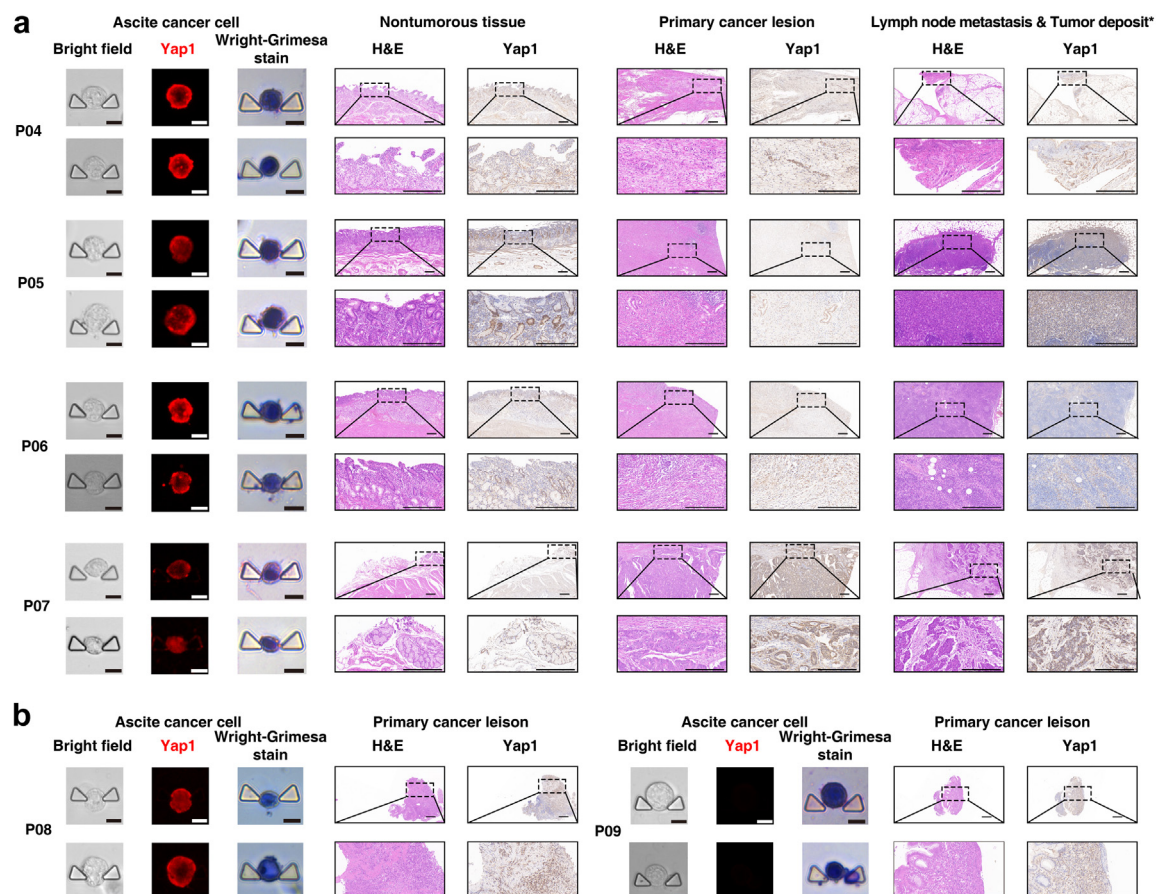 a
Ascite cancer cell
Nontumorous tissue
Primary cancer lesion
Lymph node metastasis & Tumor deposit*
Bright field
Yap1
Wright-Grimesa
stain
H&E
Yap1
H&E
Yap1
H&E
Yap1
P04
P05
P06
P07
b
Ascite cancer cell
Primary cancer leison
Ascite cancer cell
Primary cancer leison
Bright field
Yap1
Wright-Grimesa
stain
H&E
Yap1
Bright field
Yap1
Wright-Grimesa
stain
H&E
Yap1
P08
P09